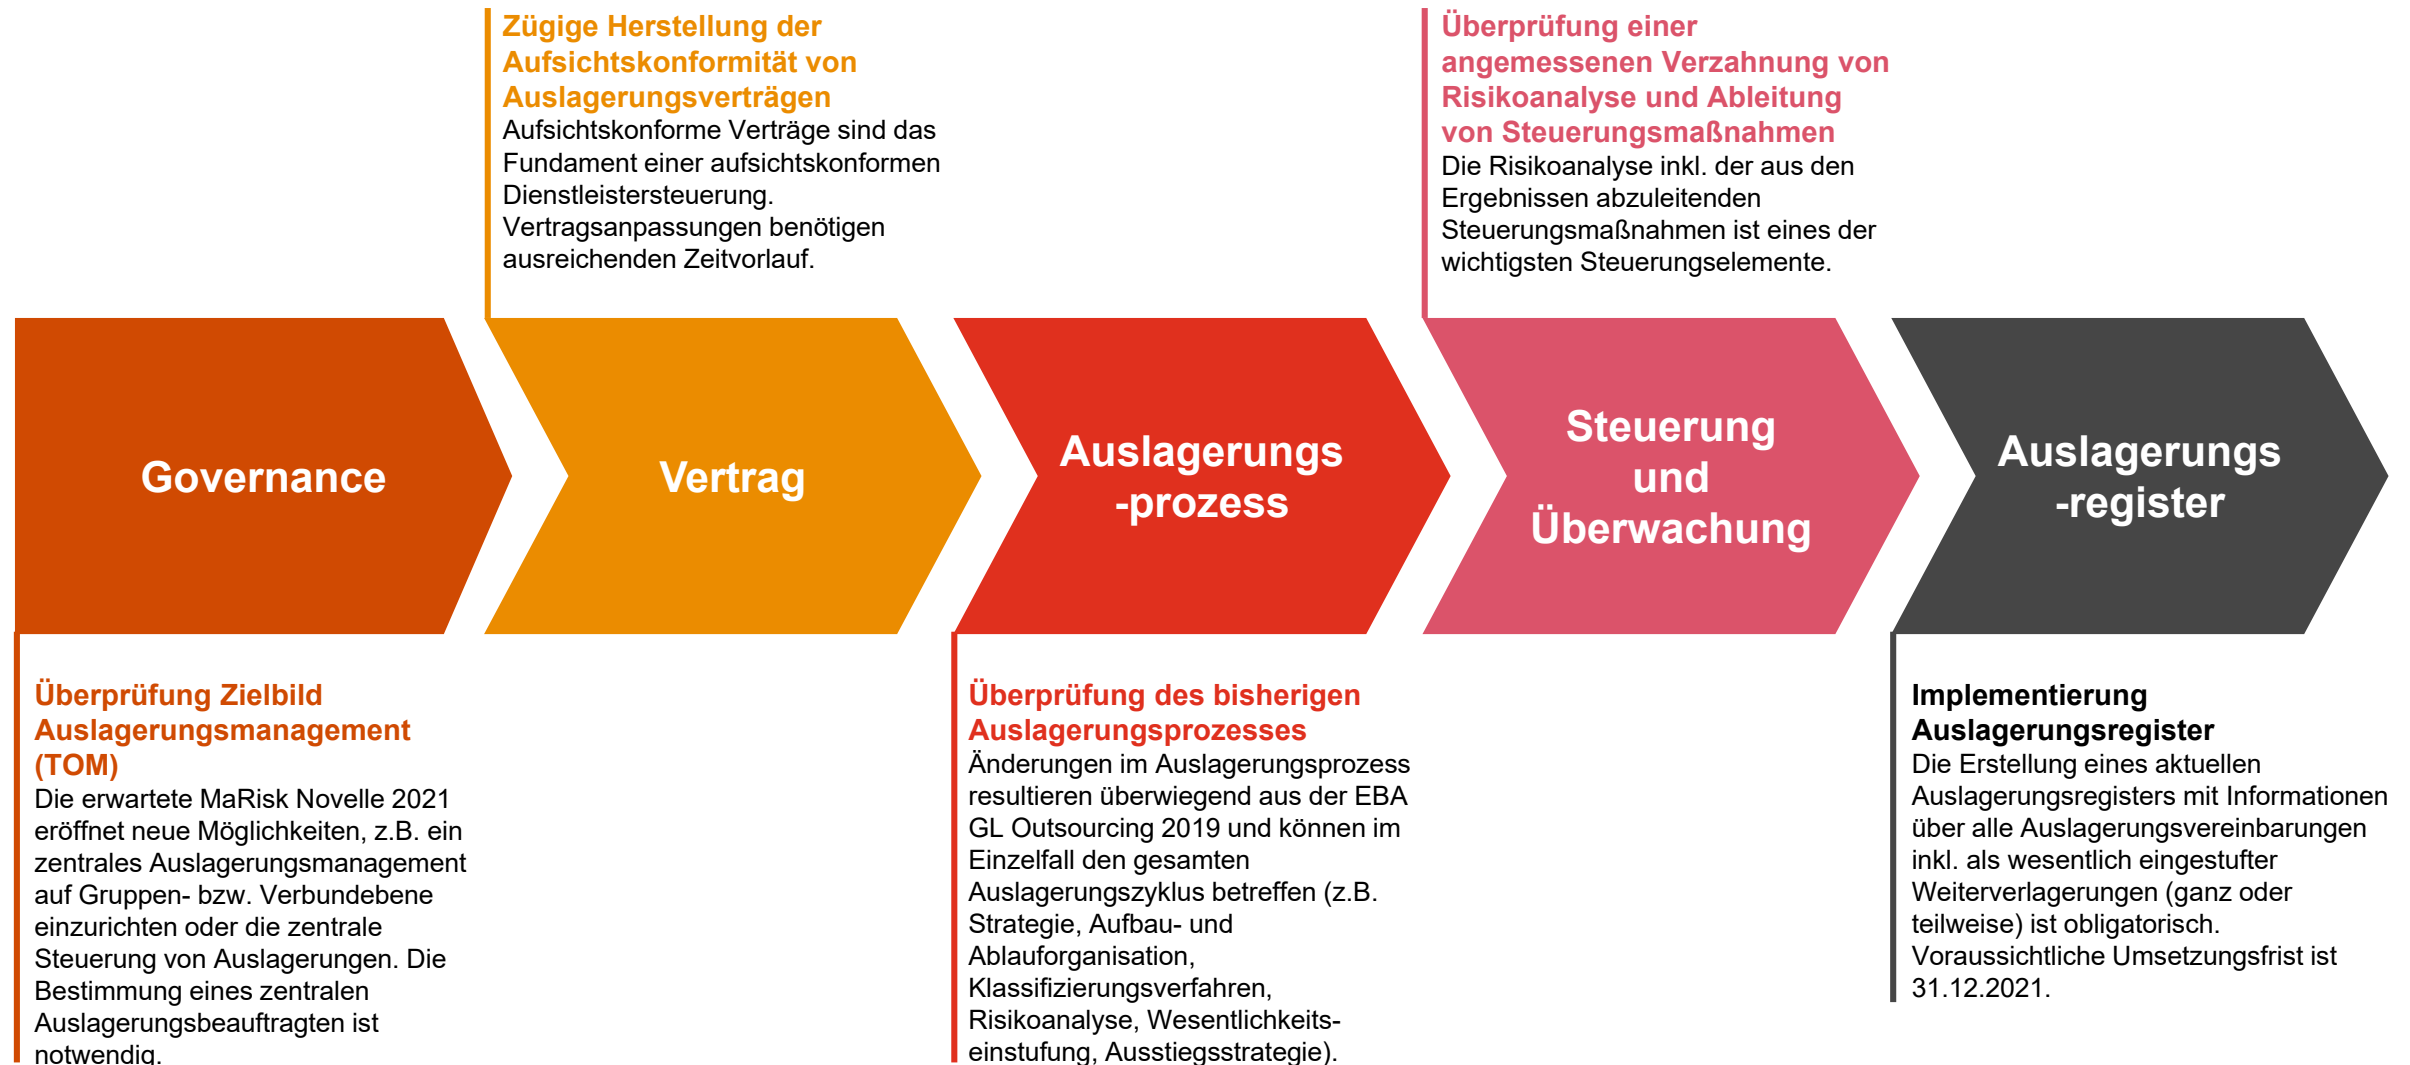 Zügige Herstellung der
Aufsichtskonformität von
Auslagerungsverträgen
Aufsichtskonforme Verträge sind das
Fundament einer aufsichtskonformen
Dienstleistersteuerung.
Vertragsanpassungen benötigen
ausreichenden Zeitvorlauf.
Überprüfung einer
angemessenen Verzahnung von
Risikoanalyse und Ableitung
von Steuerungsmaßnahmen
Die Risikoanalyse inkl. der aus den
Ergebnissen abzuleitenden
Steuerungsmaßnahmen ist eines der
wichtigsten Steuerungselemente.
Governance
Vertrag
Auslagerungs
-prozess
Steuerung
und
Überwachung
Auslagerungs
-register
Überprüfung Zielbild
Auslagerungsmanagement
(TOM)
Die erwartete MaRisk Novelle 2021
eröffnet neue Möglichkeiten, z.B. ein
zentrales Auslagerungsmanagement
auf Gruppen- bzw. Verbundebene
einzurichten oder die zentrale
Steuerung von Auslagerungen. Die
Bestimmung eines zentralen
Auslagerungsbeauftragten ist
notwendig.
Überprüfung des bisherigen
Auslagerungsprozesses
Änderungen im Auslagerungsprozess
resultieren überwiegend aus der EBA
GL Outsourcing 2019 und können im
Einzelfall den gesamten
Auslagerungszyklus betreffen (z.B.
Strategie, Aufbau- und
Ablauforganisation,
Klassifizierungsverfahren,
Risikoanalyse, Wesentlichkeits-
einstufung, Ausstiegsstrategie).
Implementierung
Auslagerungsregister
Die Erstellung eines aktuellen
Auslagerungsregisters mit Informationen
über alle Auslagerungsvereinbarungen
inkl. als wesentlich eingestufter
Weiterverlagerungen (ganz oder
teilweise) ist obligatorisch.
Voraussichtliche Umsetzungsfrist ist
31.12.2021.